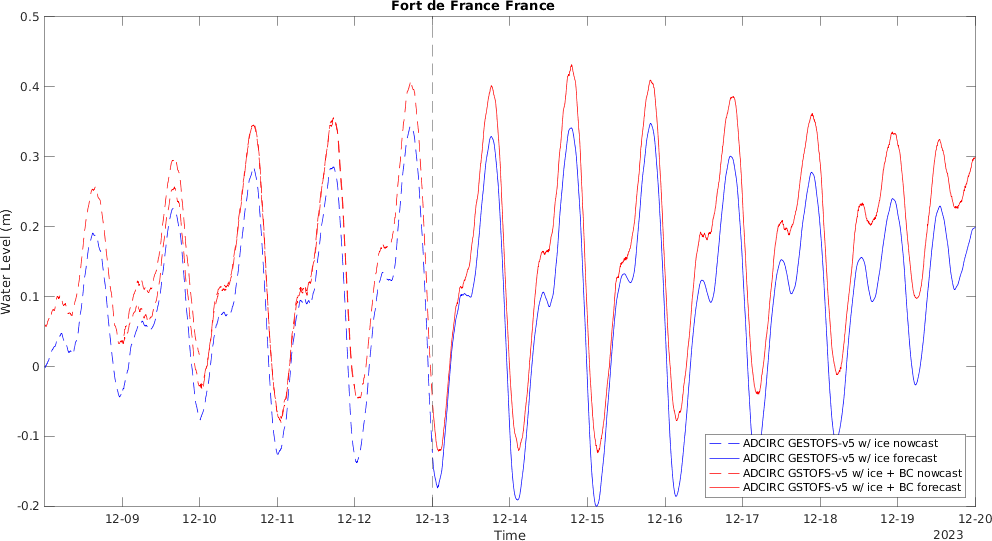 Fort de France France
0.5
0.4
0.3
0.2
0.1
0
-0.1
-0.2
Water Level (m)
ADCIRC GESTOFS-v5 w/ ice nowcast
ADCIRC GESTOFS-v5 w/ ice forecast
ADCIRC GSTOFS-v5 w/ ice + BC nowcast
ADCIRC GSTOFS-v5 w/ ice + BC forecast
12-09 12-10 12-11 12-12 12-13 12-14 12-15 12-16 12-17 12-18 12-19 12-20
Time
2023